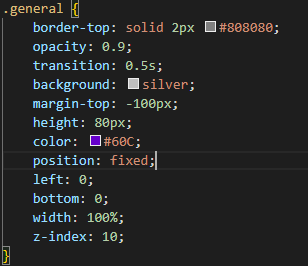 .general {
border-top: solid 2px #808080;
opacity: 0.9;
transition: 0.5s;
background: silver;
margin-top: -100px;
height: 80px;
color: #60C;
position: fixed;
left: 0;
bottom: 0;
width: 100%;
z-index: 10;
}